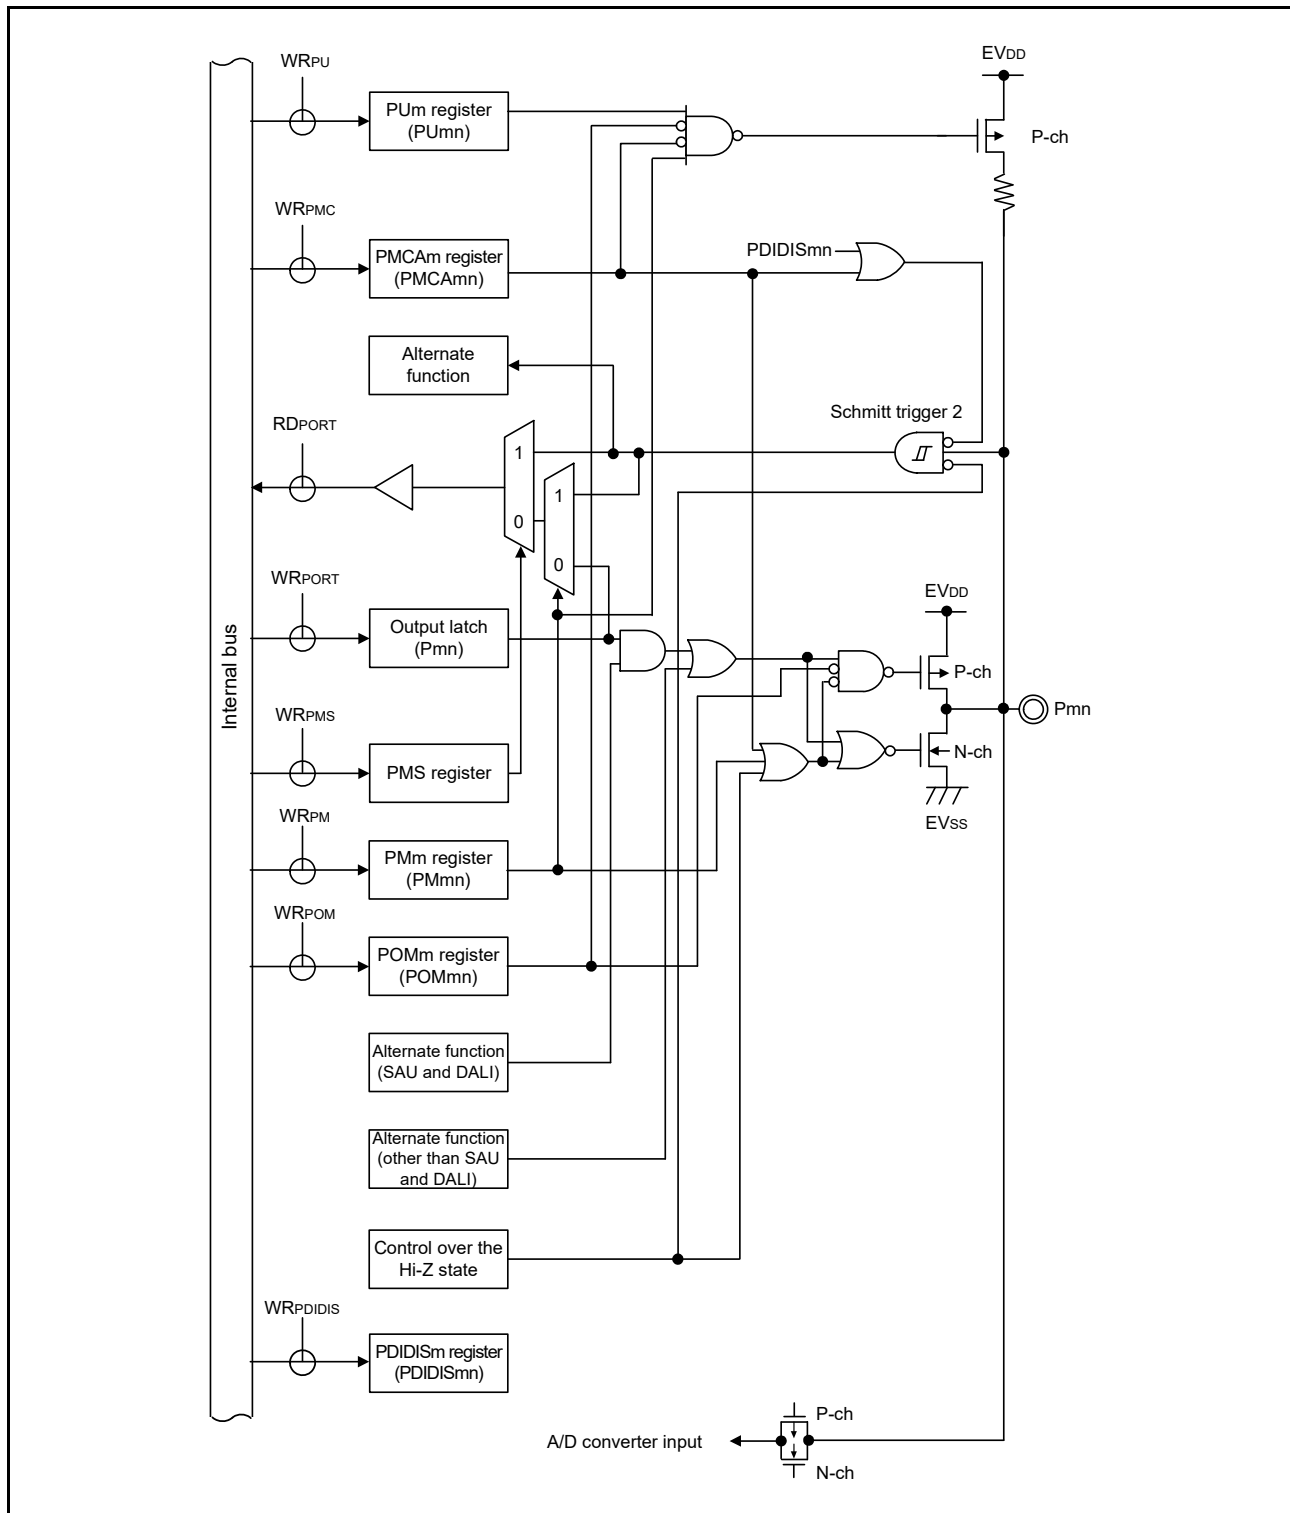 EVDD
WRPU
PUm register
(PUmn)
P-ch
WRPMC
PMCAm register
(PMCAmn)
PDIDISmn
Alternate
function
Schmitt trigger 2
RDPORT
1
1
0
0
WRPORT
Output latch
(Pmn)
EVDD
P-ch
Pmn
Internal bus
WRPMS
PMS register
N-ch
EVSS
WRPM
PMm register
(PMmn)
WRPOM
POMm register
(POMmn)
Alternate function
(SAU and DALI)
Alternate function
(other than SAU
and DALI)
Control over the
Hi-Z state
WRPDIDIS
PDIDISm register
(PDIDISmn)
P-ch
A/D converter input
N-ch